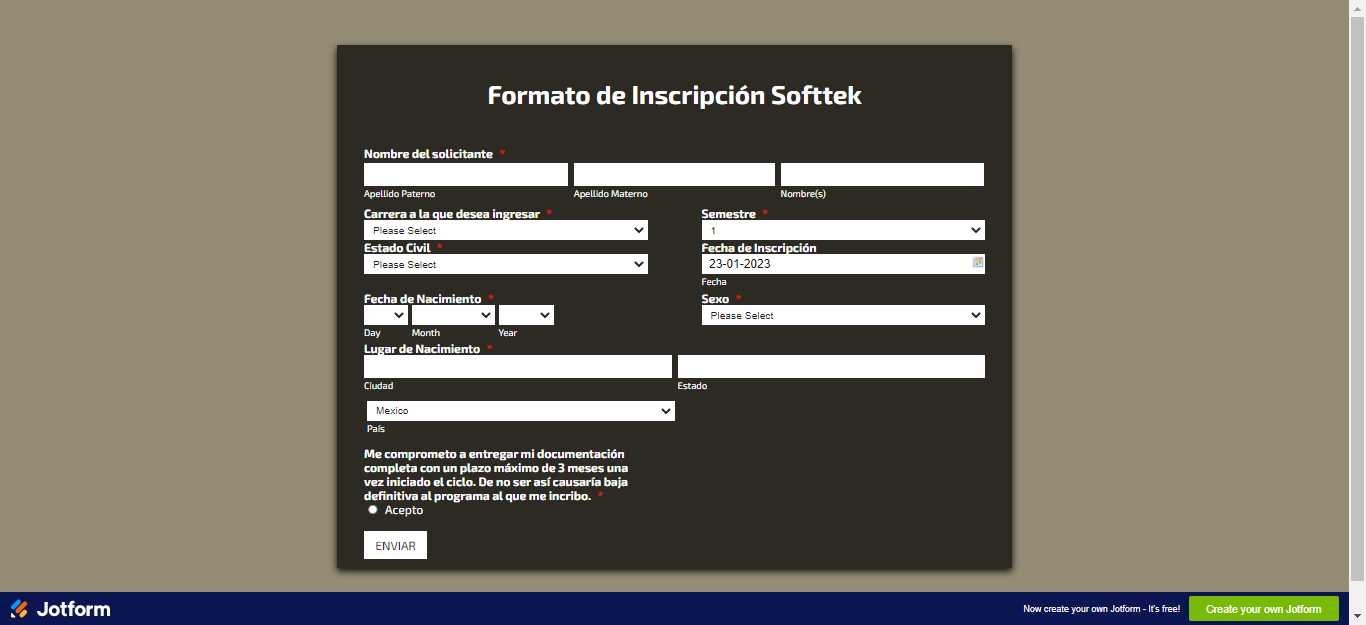 Formato de Inscripción Softtek
Nombre del solicitante *
Apellido Paterno Apellido Materno Nombre(s)
Carrera a la que desea ingresar * Semestre *
Please Select 1
Estado Civil * Fecha de Inscripción
Please Select 23-01-2023
Fecha
Fecha de Nacimiento * Sexo *
Please Select
Day Month Year
Lugar de Nacimiento *
Ciudad Estado
Mexico
País
Me comprometo a entregar mi documentación
completa con un plazo máximo de 3 meses una
vez iniciado el ciclo. De no ser así causaría baja
definitiva al programa al que me incribo. *
Acepto
ENVIAR
Jotform Now create your own Jotform - It's free! Create your own Jotform